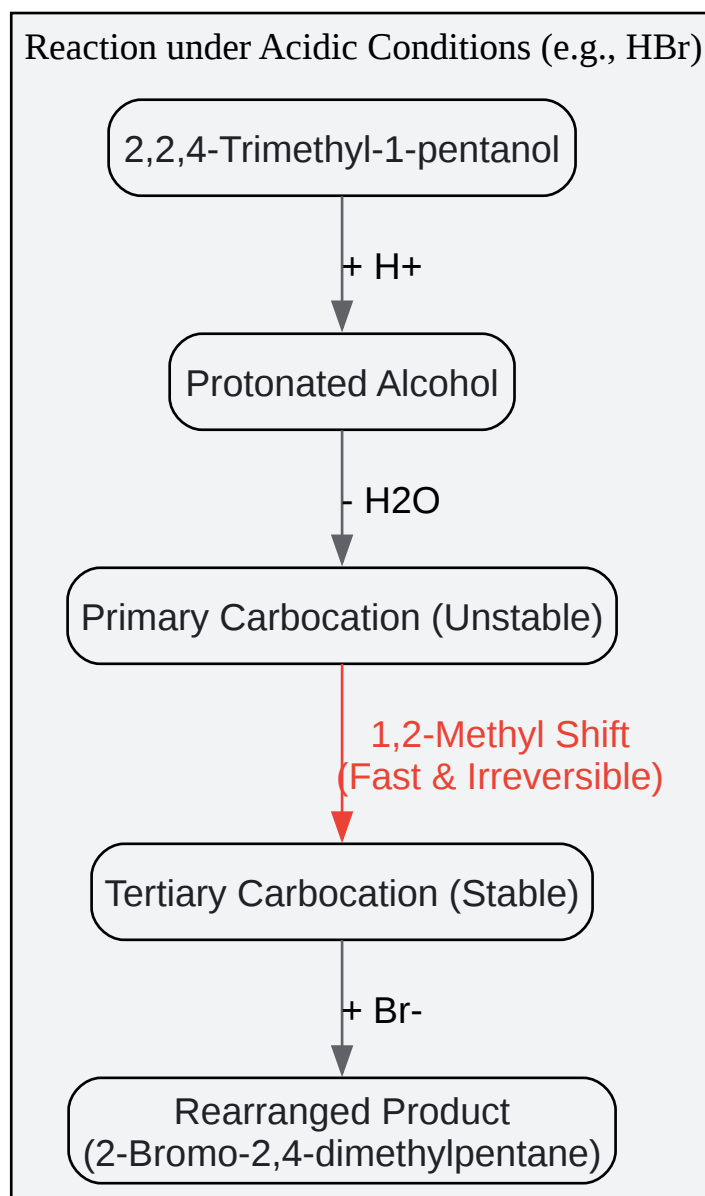 Reaction under Acidic Conditions (e.g., HBr)
2,2,4-Trimethyl-1-pentanol
+ H+
Protonated Alcohol
- H2O
Primary Carbocation (Unstable)
1,2-Methyl Shift
(Fast & Irreversible)
Tertiary Carbocation (Stable)
+ Br-
Rearranged Product
(2-Bromo-2,4-dimethylpentane)